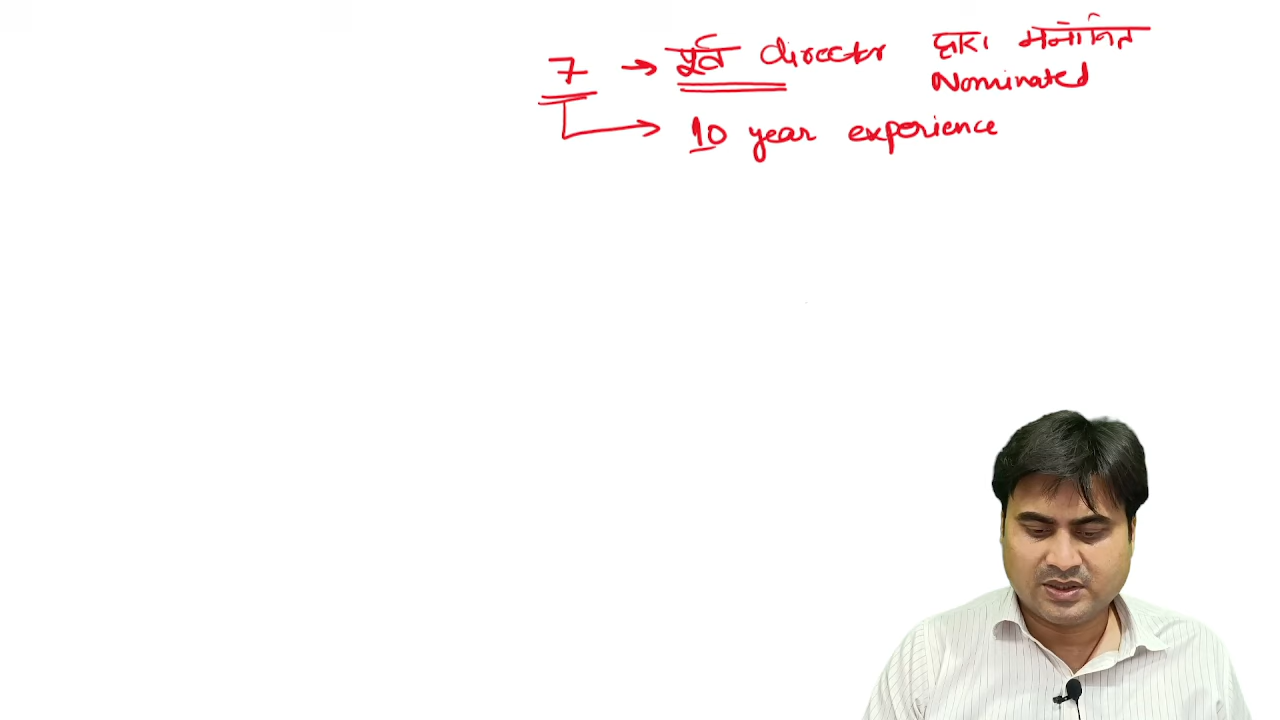 7 → पूर्व director द्वारा मनोनित
Nominated
→ 10 year experience